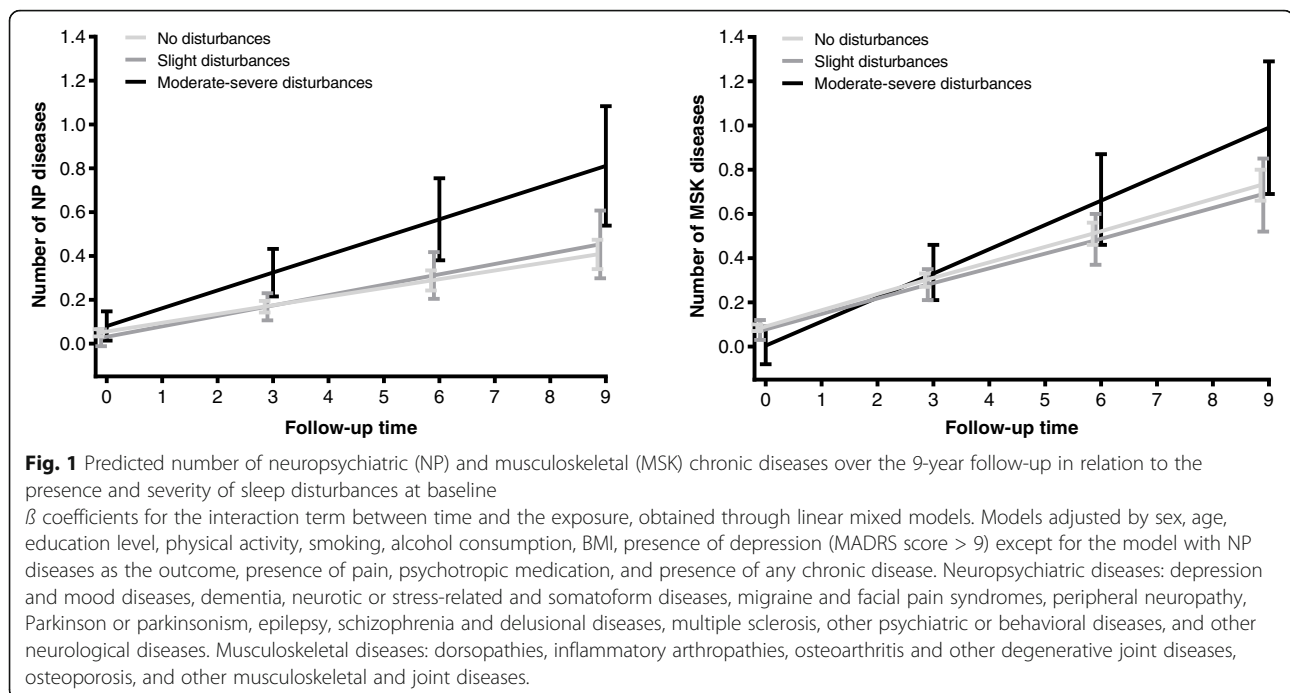 1.4
1.2
1.0
0.8
0.6
0.4
0.2
0.0
Number of NP diseases
No disturbances
Slight disturbances
Moderate-severe disturbances
0 1 2 3 4 5 6 7 8 9
Follow-up time
1.4
1.2
1.0
0.8
0.6
0.4
0.2
0.0
Number of MSK diseases
No disturbances
Slight disturbances
Moderate-severe disturbances
0 1 2 3 4 5 6 7 8 9
Follow-up time
Fig. 1 Predicted number of neuropsychiatric (NP) and musculoskeletal (MSK) chronic diseases over the 9-year follow-up in relation to the
presence and severity of sleep disturbances at baseline
ß coefficients for the interaction term between time and the exposure, obtained through linear mixed models. Models adjusted by sex, age,
education level, physical activity, smoking, alcohol consumption, BMI, presence of depression (MADRS score > 9) except for the model with NP
diseases as the outcome, presence of pain, psychotropic medication, and presence of any chronic disease. Neuropsychiatric diseases: depression
and mood diseases, dementia, neurotic or stress-related and somatoform diseases, migraine and facial pain syndromes, peripheral neuropathy,
Parkinson or parkinsonism, epilepsy, schizophrenia and delusional diseases, multiple sclerosis, other psychiatric or behavioral diseases, and other
neurological diseases. Musculoskeletal diseases: dorsopathies, inflammatory arthropathies, osteoarthritis and other degenerative joint diseases,
osteoporosis, and other musculoskeletal and joint diseases.